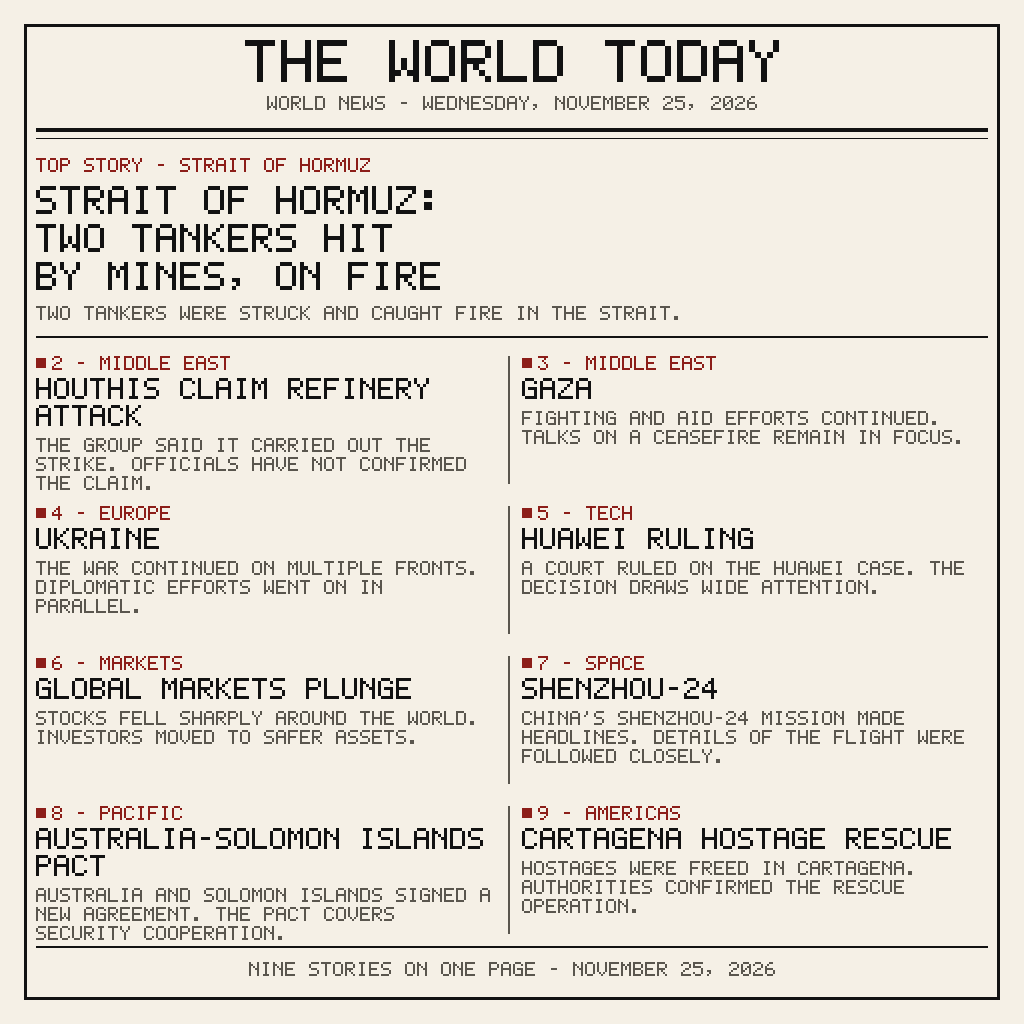 THE WORLD TODAY
WORLD NEWS - WEDNESDAY, NOVEMBER 25, 2026
TOP STORY - STRAIT OF HORMUZ
STRAIT OF HORMUZ:
TWO TANKERS HIT
BY MINES, ON FIRE
TWO TANKERS WERE STRUCK AND CAUGHT FIRE IN THE STRAIT.
■2 - MIDDLE EAST
HOUTHIS CLAIM REFINERY
ATTACK
THE GROUP SAID IT CARRIED OUT THE
STRIKE. OFFICIALS HAVE NOT CONFIRMED
THE CLAIM.
■3 - MIDDLE EAST
GAZA
FIGHTING AND AID EFFORTS CONTINUED.
TALKS ON A CEASEFIRE REMAIN IN FOCUS.
■4 - EUROPE
UKRAINE
THE WAR CONTINUED ON MULTIPLE FRONTS.
DIPLOMATIC EFFORTS WENT ON IN
PARALLEL.
■5 - TECH
HUAWEI RULING
A COURT RULED ON THE HUAWEI CASE. THE
DECISION DRAWS WIDE ATTENTION.
■6 - MARKETS
GLOBAL MARKETS PLUNGE
STOCKS FELL SHARPLY AROUND THE WORLD.
INVESTORS MOVED TO SAFER ASSETS.
■7 - SPACE
SHENZHOU-24
CHINA'S SHENZHOU-24 MISSION MADE
HEADLINES. DETAILS OF THE FLIGHT WERE
FOLLOWED CLOSELY.
■8 - PACIFIC
AUSTRALIA-SOLOMON ISLANDS
PACT
AUSTRALIA AND SOLOMON ISLANDS SIGNED A
NEW AGREEMENT. THE PACT COVERS
SECURITY COOPERATION.
■9 - AMERICAS
CARTAGENA HOSTAGE RESCUE
HOSTAGES WERE FREED IN CARTAGENA.
AUTHORITIES CONFIRMED THE RESCUE
OPERATION.
NINE STORIES ON ONE PAGE - NOVEMBER 25, 2026